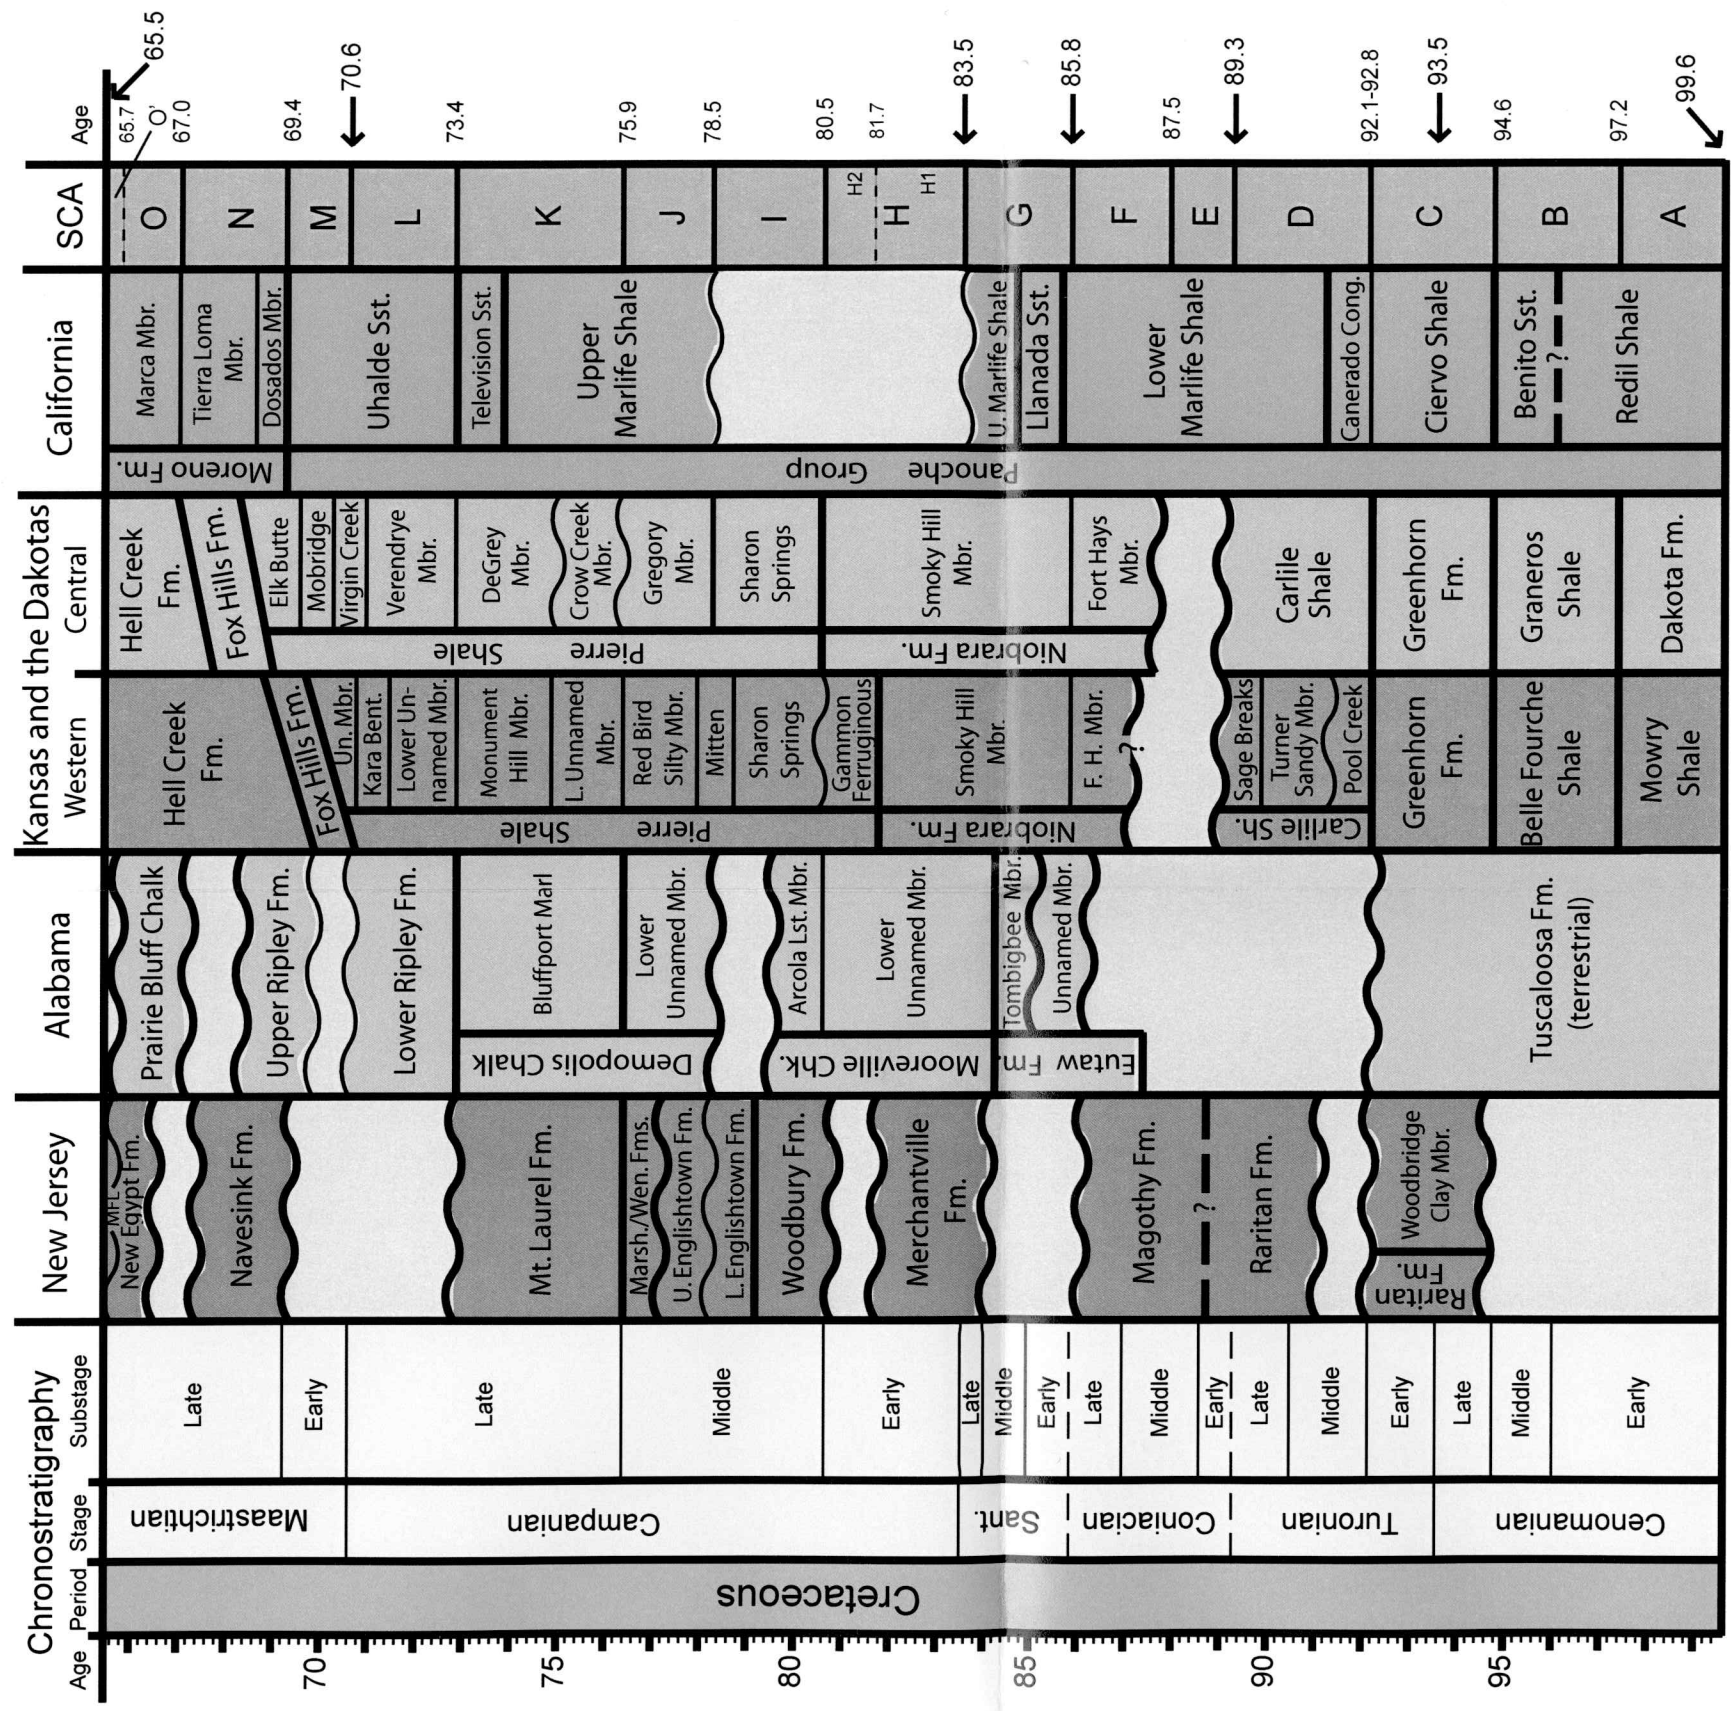 Chronostratigraphy
Age
Period
Stage
Substage
New Jersey
Alabama
Kansas and the Dakotas
Western
Central
California
SCA
Age
70
75
80
85
90
95
Cretaceous
Maastrichtian
Campanian
Sant.
Coniacian
Turonian
Cenomanian
Late
Early
Late
Middle
Early
Late
Middle
Early
Late
Middle
Early
Late
Middle
Early
Late
Middle
Early
MFL
New Egypt Fm.
Navesink Fm.
Mt. Laurel Fm.
Marsh./Wen. Fms.
U. Englishtown Fm.
L. Englishtown Fm.
Woodbury Fm.
Merchantville
Fm.
Magothy Fm.
?
Raritan Fm.
Woodbridge
Clay Mbr.
Raritan
Fm.
Prairie Bluff Chalk
Upper Ripley Fm.
Lower Ripley Fm.
Bluffport Marl
Lower
Unnamed Mbr.
Demopolis Chalk
Arcola Lst. Mbr.
Lower
Unnamed Mbr.
Mooreville Chk.
Tombigbee Mbr.
Unnamed Mbr.
Eutaw Fm.
Tuscaloosa Fm.
(terrestrial)
Hell Creek
Fm.
Fox Hills Fm.
Un. Mbr.
Kara Bent.
Lower Un-
named Mbr.
Monument
Hill Mbr.
L. Unnamed
Mbr.
Red Bird
Silty Mbr.
Mitten
Sharon
Springs
Gammon
Ferruginous
Pierre Shale
Smoky Hill
Mbr.
F. H. Mbr.
?
Niobrara Fm.
Sage Breaks
Turner
Sandy Mbr.
Pool Creek
Carlile Sh.
Greenhorn
Fm.
Belle Fourche
Shale
Mowry
Shale
Hell Creek
Fm.
Fox Hills Fm.
Elk Butte
Mobridge
Virgin Creek
Verendrye
Mbr.
DeGrey
Mbr.
Crow Creek
Mbr.
Gregory
Mbr.
Sharon
Springs
Pierre Shale
Smoky Hill
Mbr.
Fort Hays
Mbr.
Niobrara Fm.
Carlile
Shale
Greenhorn
Fm.
Graneros
Shale
Dakota Fm.
Moreno Fm.
Panoche Group
Marca Mbr.
Tierra Loma
Mbr.
Dosados Mbr.
Uhalde Sst.
Television Sst.
Upper
Marlife Shale
U. Marlife Shale
Llanada Sst.
Lower
Marlife Shale
Canerado Cong.
Ciervo Shale
Benito Sst.
?
Redil Shale
O
N
M
L
K
J
I
H2
H
H1
G
F
E
D
C
B
A
65.5
65.7
O'
67.0
69.4
70.6
73.4
75.9
78.5
80.5
81.7
83.5
85.8
87.5
89.3
92.1-92.8
93.5
94.6
97.2
99.6